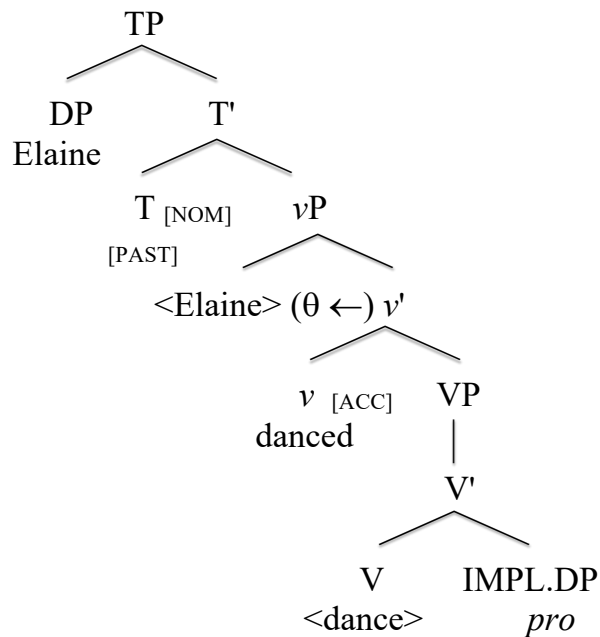 TP
DP T'
Elaine
T [NOM] vP
[PAST]
<Elaine> (θ ←) v'
v [ACC] VP
danced
V'
V IMPL.DP
<dance> pro